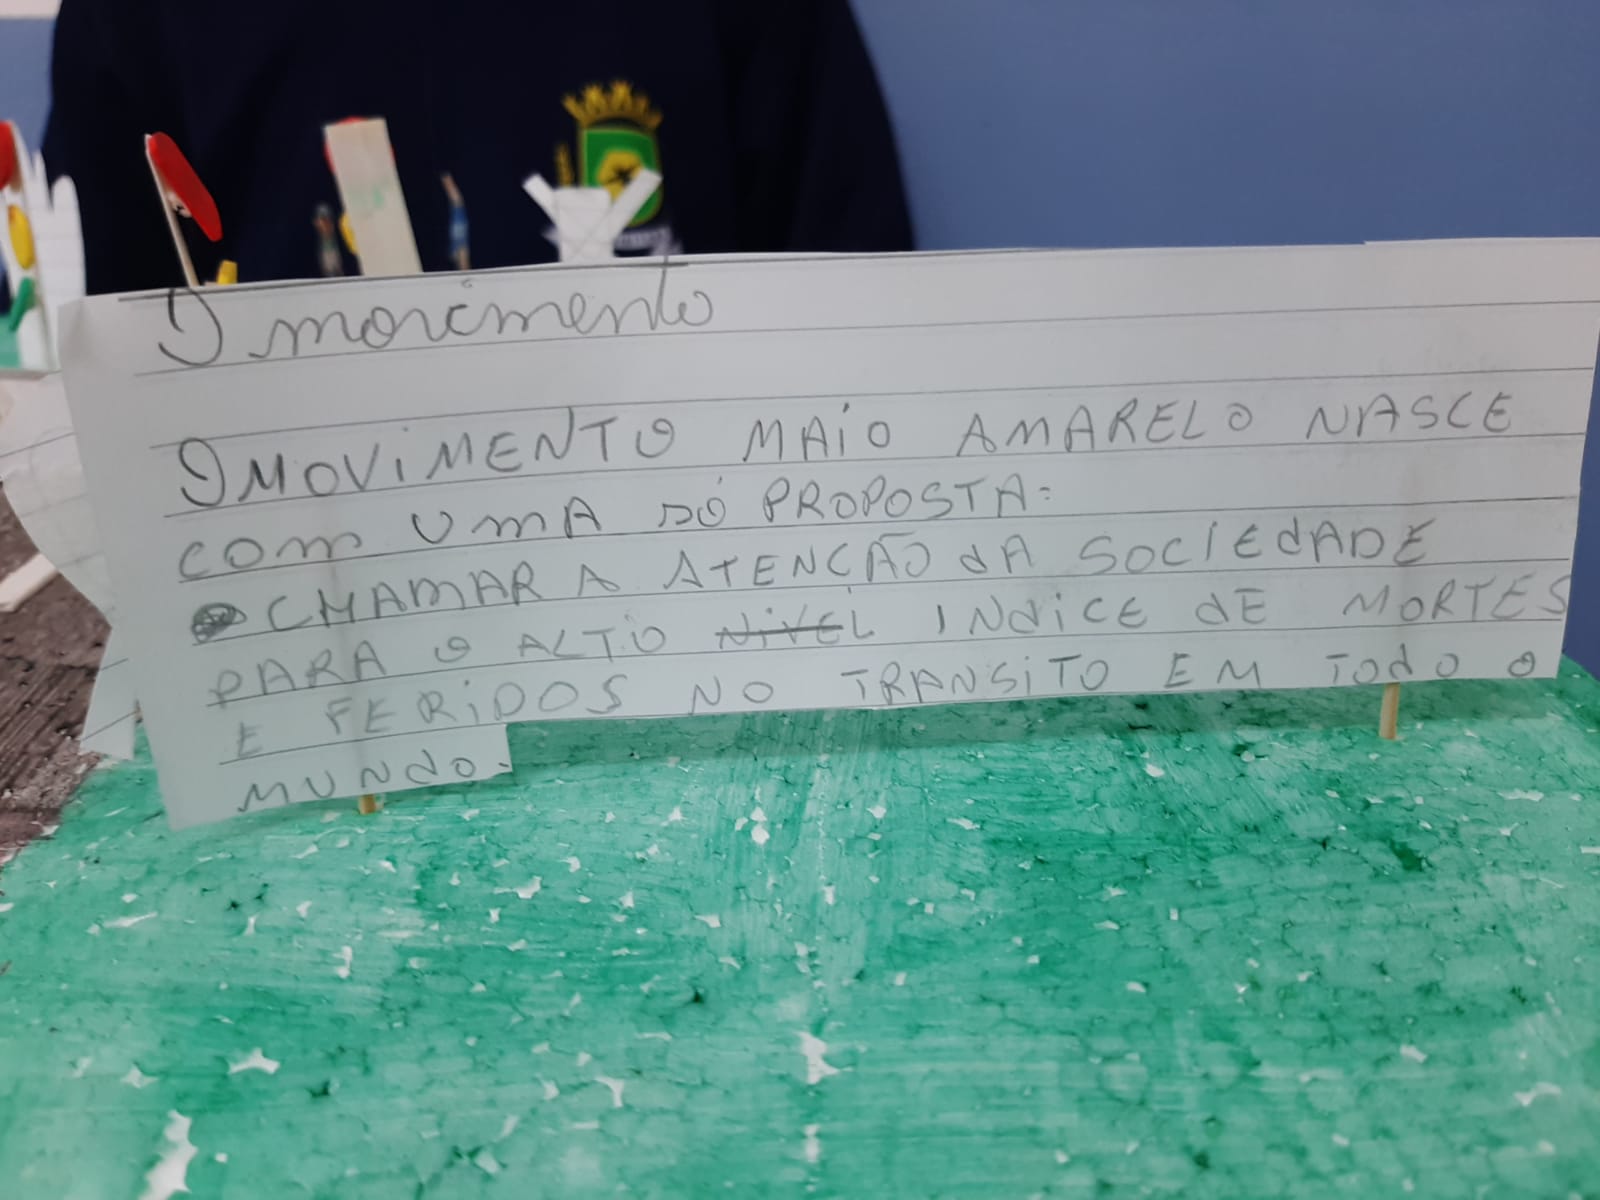 O movimento
O MOVIMENTO MAIO AMARELO NASCE
COM UMA SÓ PROPOSTA:
CHAMAR A ATENÇÃO DA SOCIEDADE
PARA O ALTO NIVEL INDICE DE MORTES
E FERIDOS NO TRANSITO EM TODO O
MUNDO.